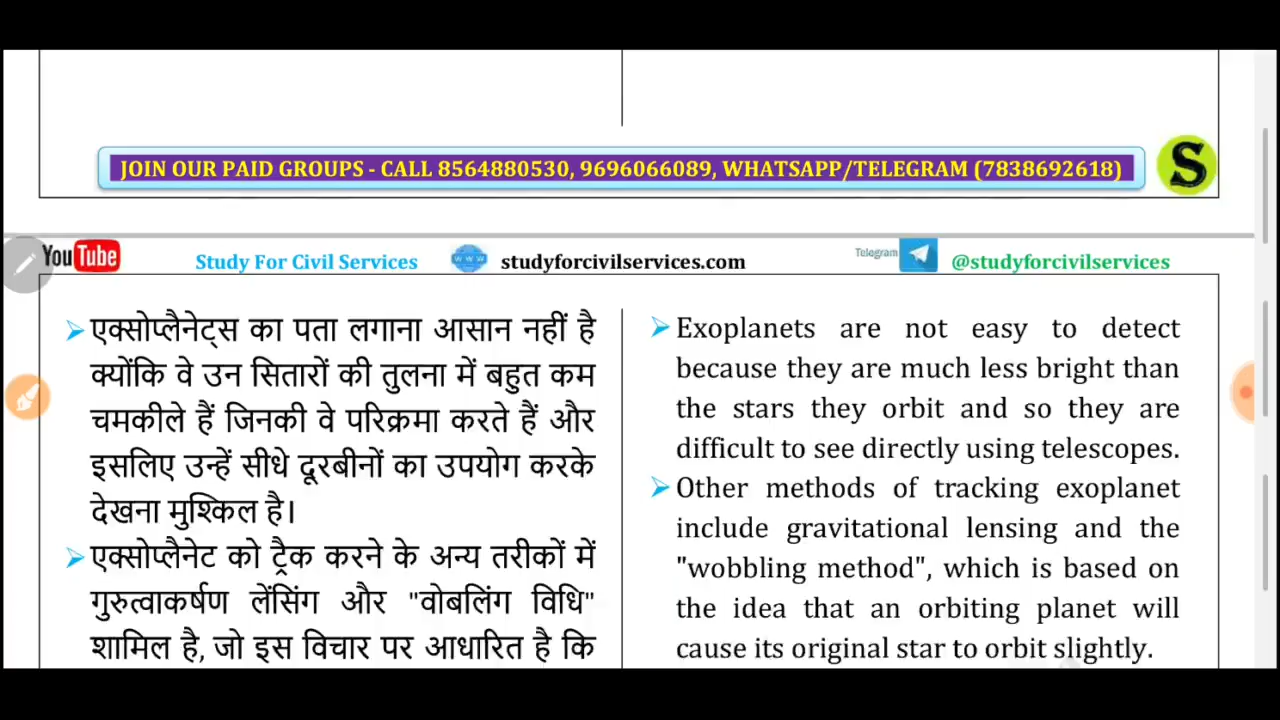 JOIN OUR PAID GROUPS - CALL 8564880530, 9696066089, WHATSAPP/TELEGRAM (7838692618)
S
YouTube
Study For Civil Services
WWW
studyforcivilservices.com
Telegram
@studyforcivilservices
एक्सोप्लैनेट्स का पता लगाना आसान नहीं है
क्योंकि वे उन सितारों की तुलना में बहुत कम
चमकीले हैं जिनकी वे परिक्रमा करते हैं और
इसलिए उन्हें सीधे दूरबीनों का उपयोग करके
देखना मुश्किल है।
एक्सोप्लैनेट को ट्रैक करने के अन्य तरीकों में
गुरुत्वाकर्षण लेंसिंग और "वोबलिंग विधि"
शामिल है, जो इस विचार पर आधारित है कि
Exoplanets are not easy to detect
because they are much less bright than
the stars they orbit and so they are
difficult to see directly using telescopes.
Other methods of tracking exoplanet
include gravitational lensing and the
"wobbling method", which is based on
the idea that an orbiting planet will
cause its original star to orbit slightly.